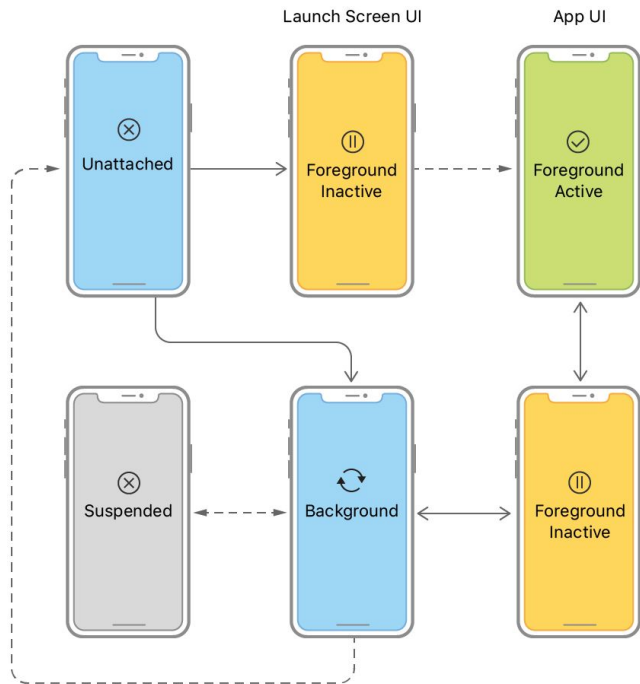 Launch Screen UI
App UI
Unattached
Foreground
Inactive
Foreground
Active
Suspended
Background
Foreground
Inactive